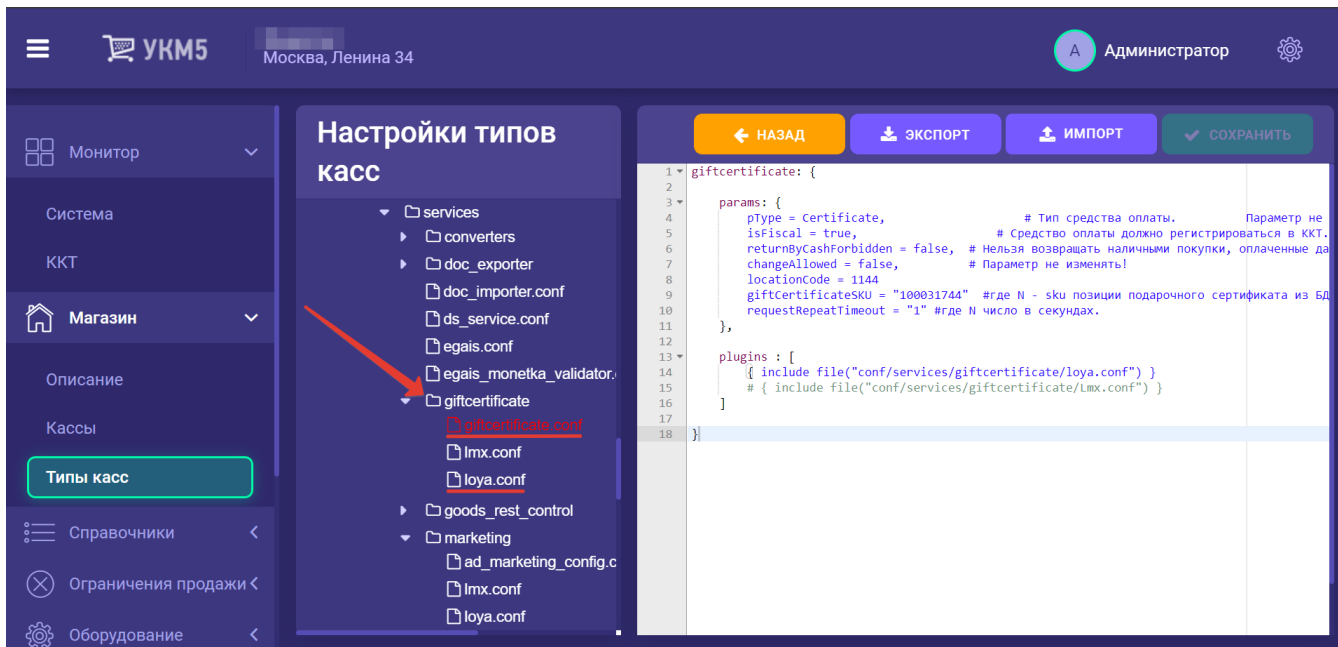 УКМ5
Москва, Ленина 34
А
Администратор
Монитор
Система
ККТ
Магазин
Описание
Кассы
Типы касс
Справочники
Ограничения продажи
Оборудование
Настройки типов
касс
services
converters
doc_exporter
doc_importer.conf
ds_service.conf
egais.conf
egais_monetka_validator.
giftcertificate
giftcertificate.conf
lmx.conf
loya.conf
goods_rest_control
marketing
ad_marketing_config.c
lmx.conf
loya.conf
НАЗАД
ЭКСПОРТ
ИМПОРТ
СОХРАНИТЬ
1 giftcertificate: {
2
3 params: {
4 pType = Certificate, # Тип средства оплаты. Параметр не
5 isFiscal = true, # Средство оплаты должно регистрироваться в ККТ.
6 returnByCashForbidden = false, # Нельзя возвращать наличными покупки, оплаченные да
7 changeAllowed = false, # Параметр не изменять!
8 locationCode = 1144
9 giftCertificateSKU = "100031744" #где N - sku позиции подарочного сертификата из БД
10 requestRepeatTimeout = "1" #где N число в секундах.
11 },
12
13 plugins : [
14 { include file("conf/services/giftcertificate/loya.conf") }
15 # { include file("conf/services/giftcertificate/Lmx.conf") }
16 ]
17
18 }